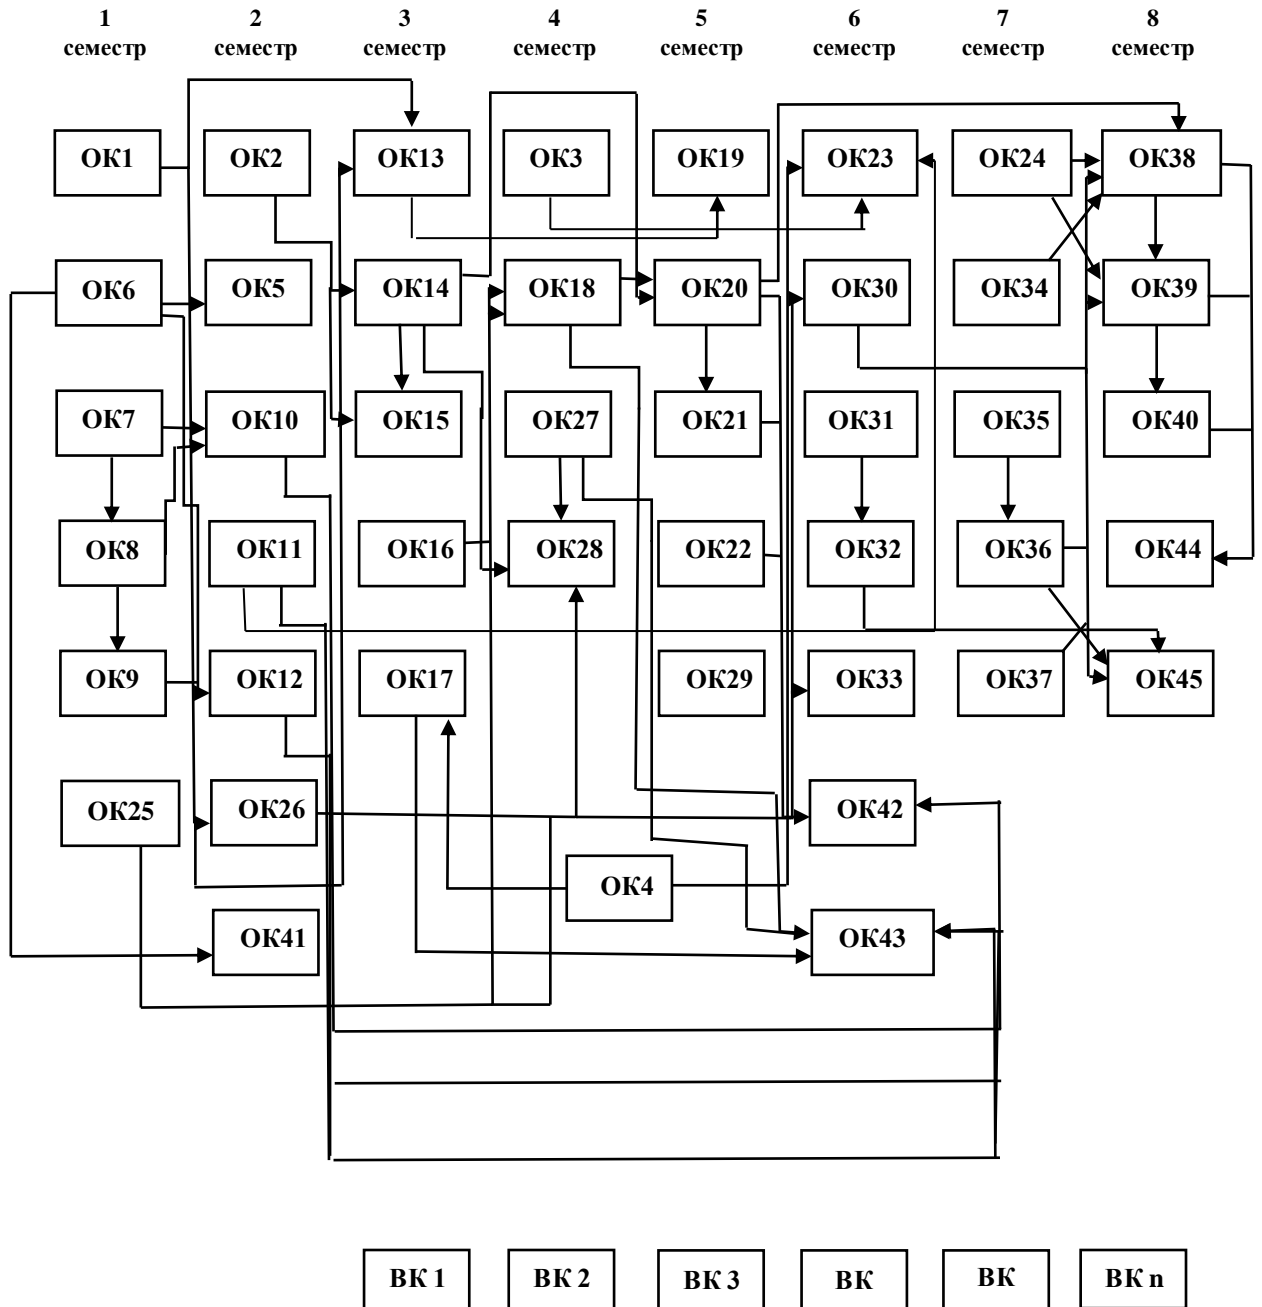 1 2 3 4 5 6 7 8
семестр семестр семестр семестр семестр семестр семестр семестр
ОК1 ОК2 ОК13 ОК3 ОК19 ОК23 ОК24 ОК38
ОК6 ОК5 ОК14 ОК18 ОК20 ОК30 ОК34 ОК39
ОК7 ОК10 ОК15 ОК27 ОК21 ОК31 ОК35 ОК40
ОК8 ОК11 ОК16 ОК28 ОК22 ОК32 ОК36 ОК44
ОК9 ОК12 ОК17 ОК29 ОК33 ОК37 ОК45
ОК25 ОК26 ОК42
ОК4
ОК41 ОК43
ВК 1 ВК 2 ВК 3 ВК ВК ВК n